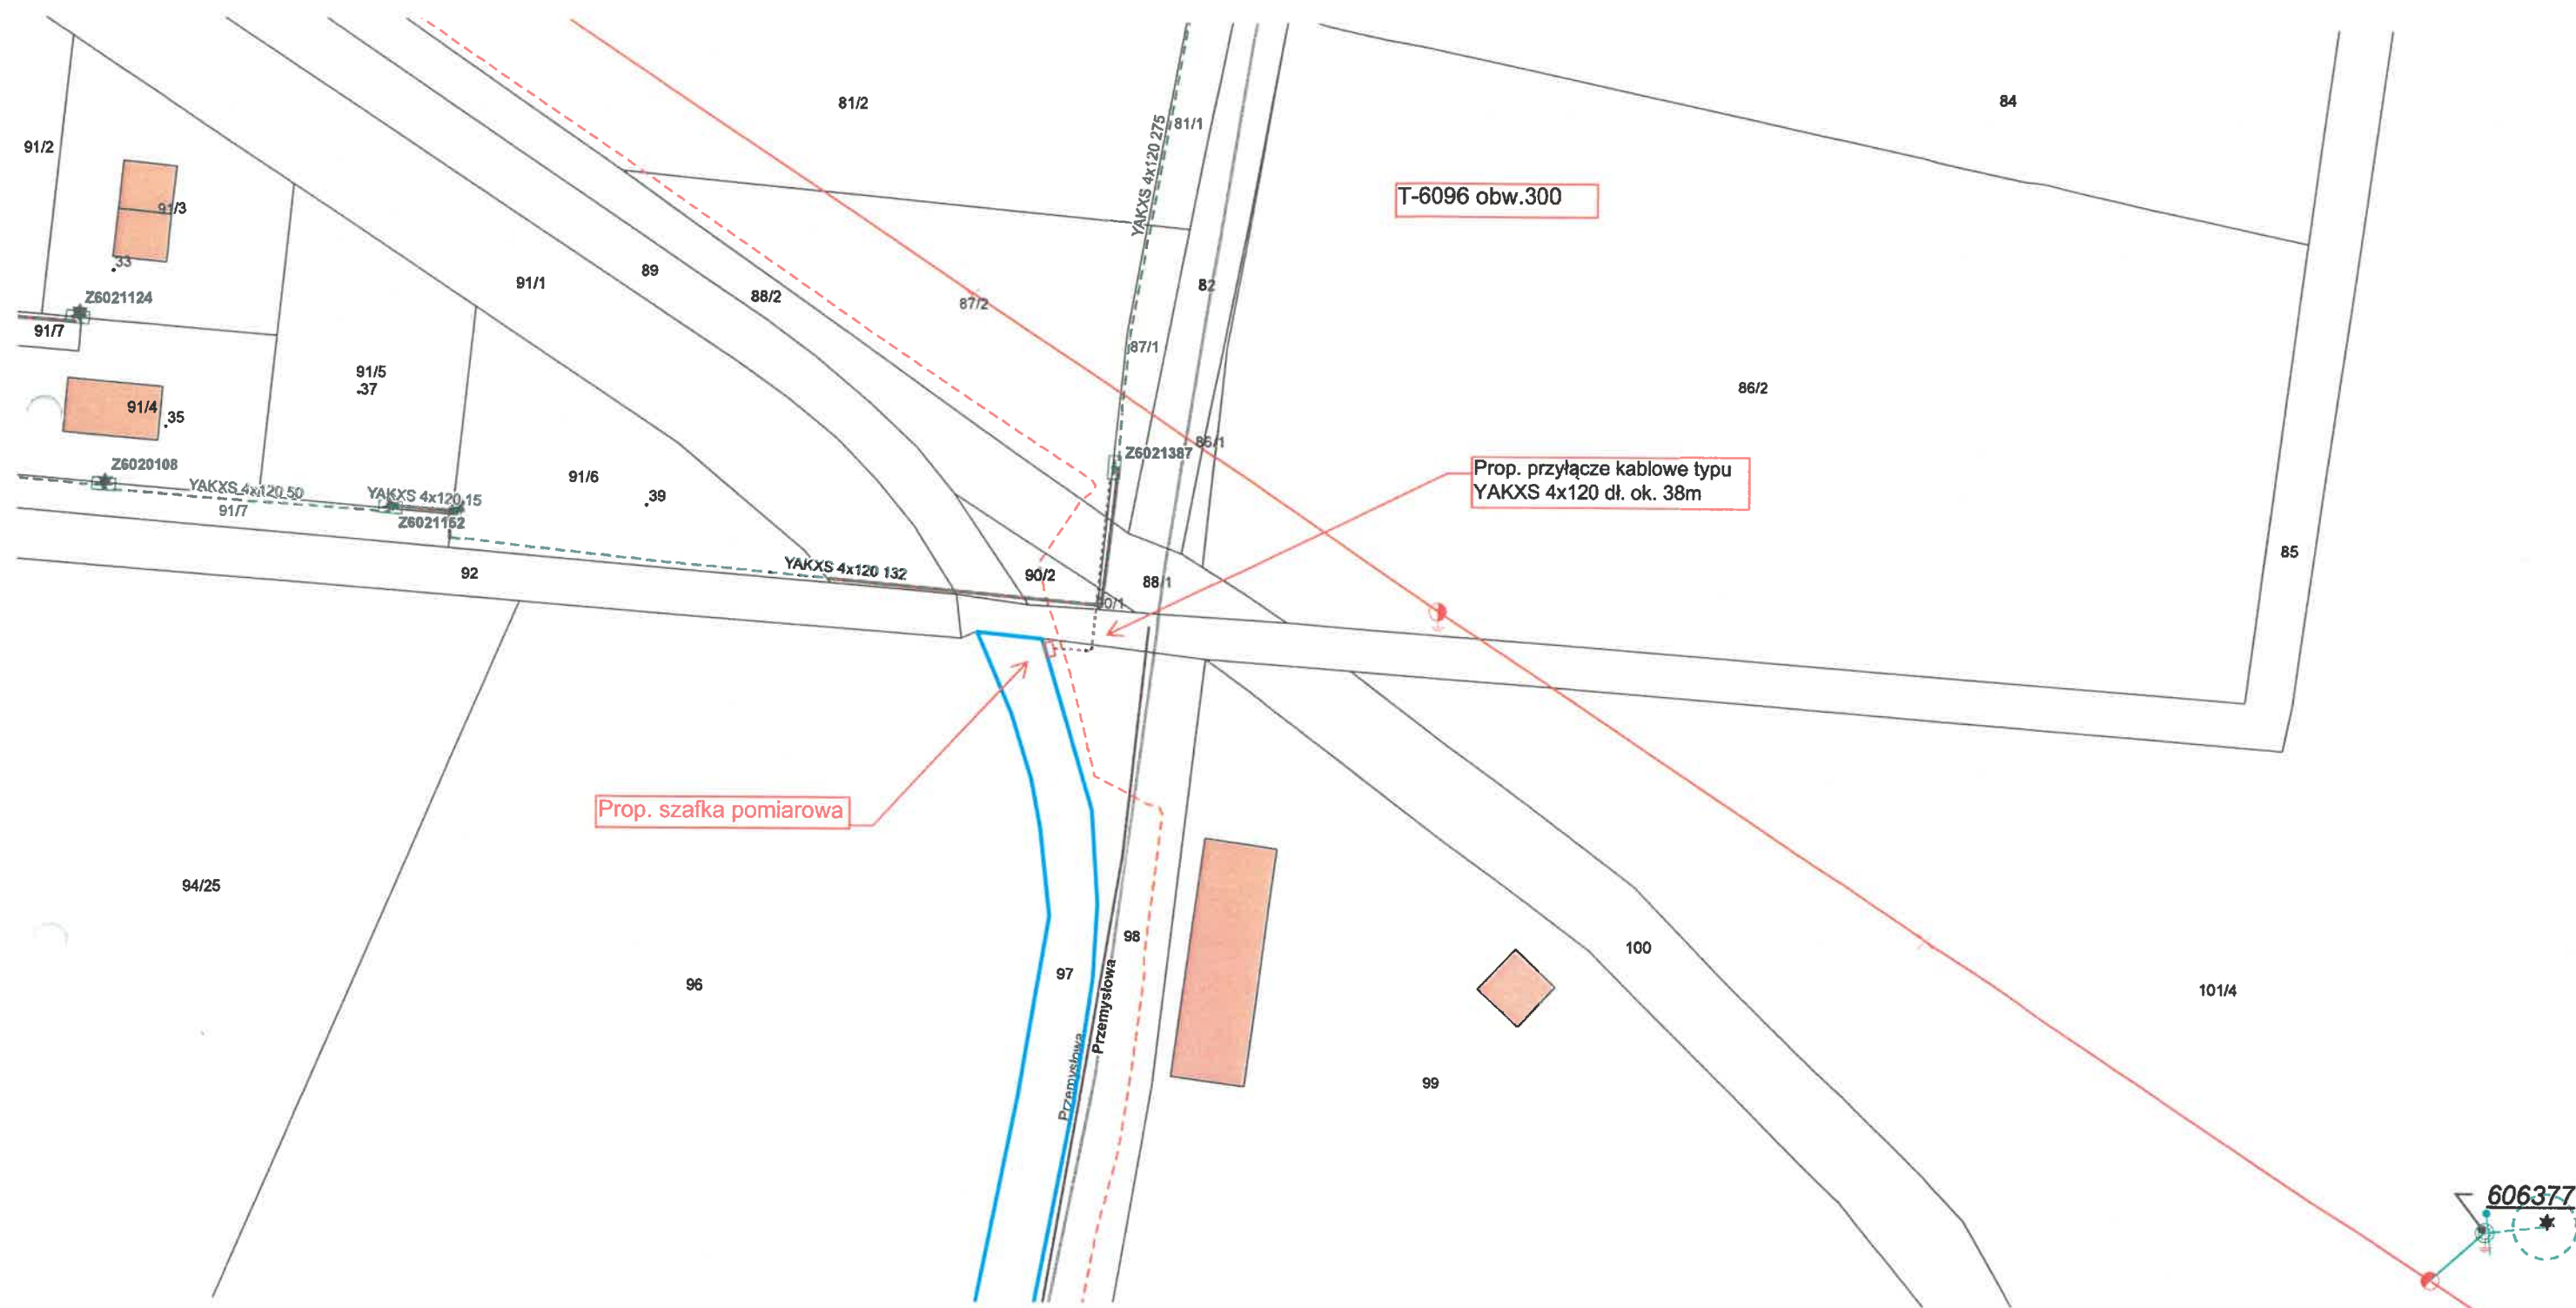 81/2
84
81/1
YAKXS 4x120 275
91/2
T-6096 obw.300
91/3
33
89
91/1
88/2
82
Z6021124
87/2
91/7
87/1
91/5
37
86/2
91/4
35
86/1
Z6021387
Z6020108
Prop. przyłącze kablowe typu
YAKXS 4x120 dł. ok. 38m
91/6
39
YAKXS 4x120 50
YAKXS 4x120 15
91/7
Z6021152
85
YAKXS 4x120 132
92
90/2
88/1
Prop. szafka pomiarowa
94/25
98
100
97
96
Przemysłowa
101/4
Przemysłowa
99
606377